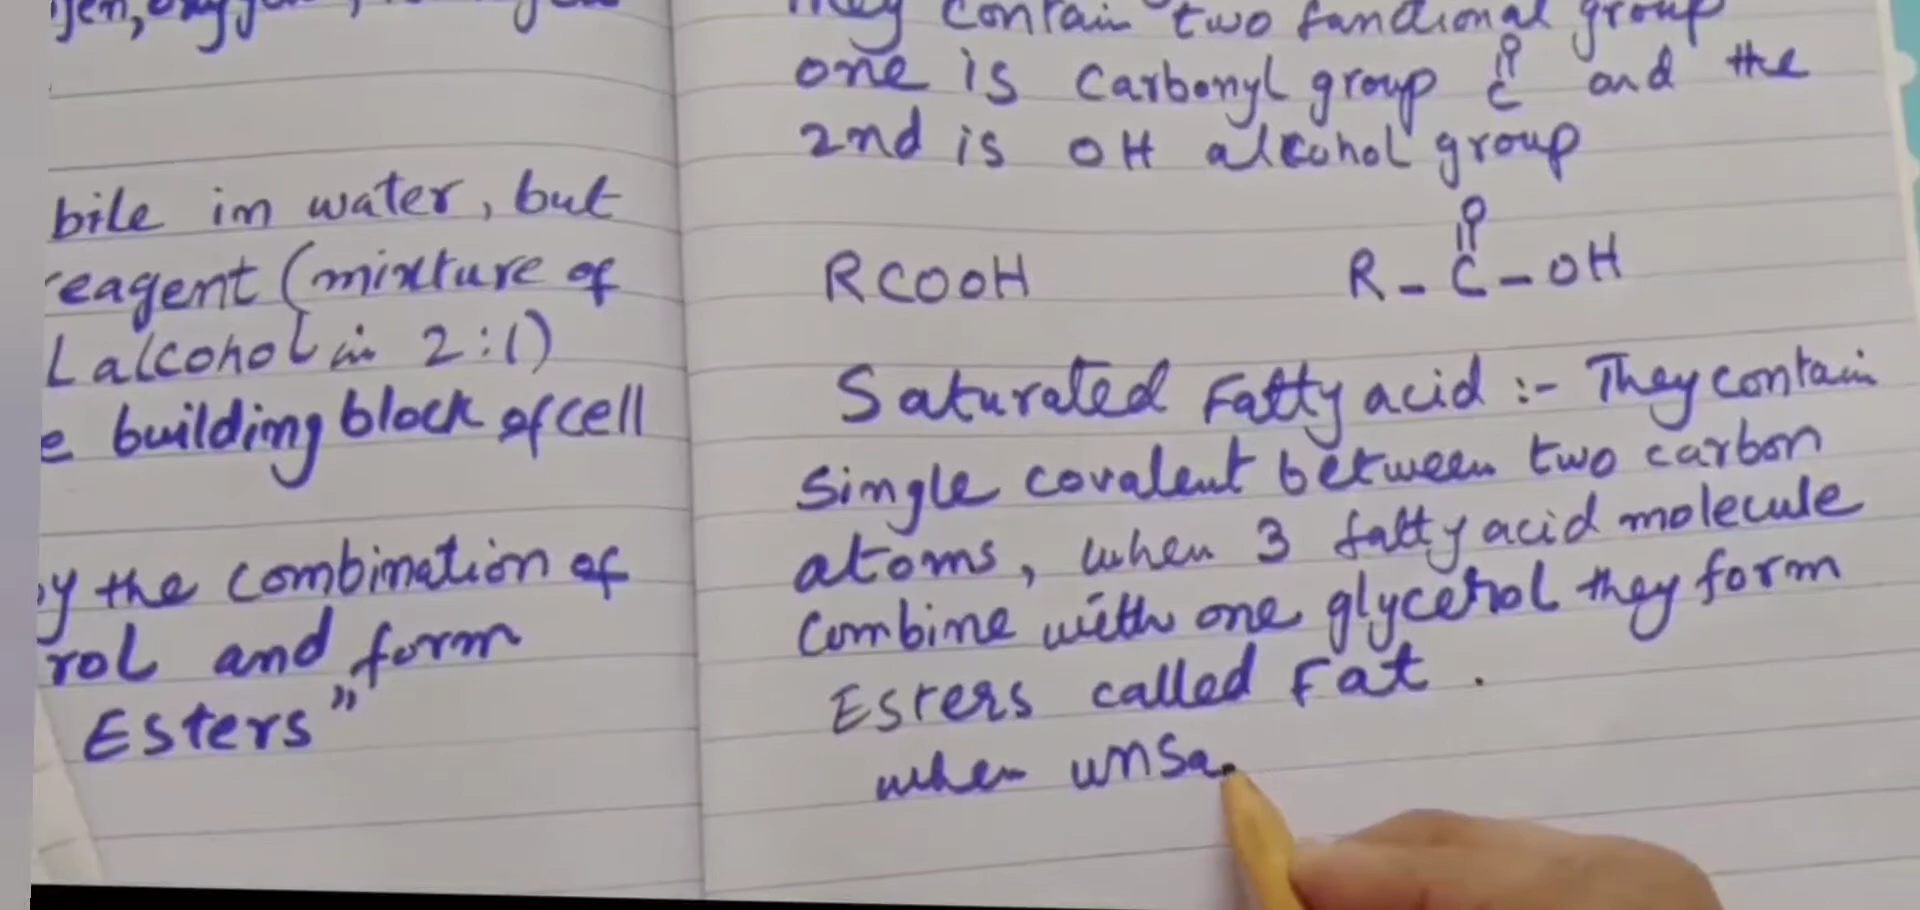 bile in water, but
reagent (mixture of
L alcohol in 2:1)
e building block of cell
y the combination of
rol and form
Esters"
They contain two functional group
one is Carbonyl group O
C and the
2nd is OH alcohol group
RCOOH
O
R-C-OH
Saturated Fatty acid :- They contain
single covalent between two carbon
atoms, when 3 fatty acid molecule
combine with one glycerol they form
Esters called Fat.
when unsa